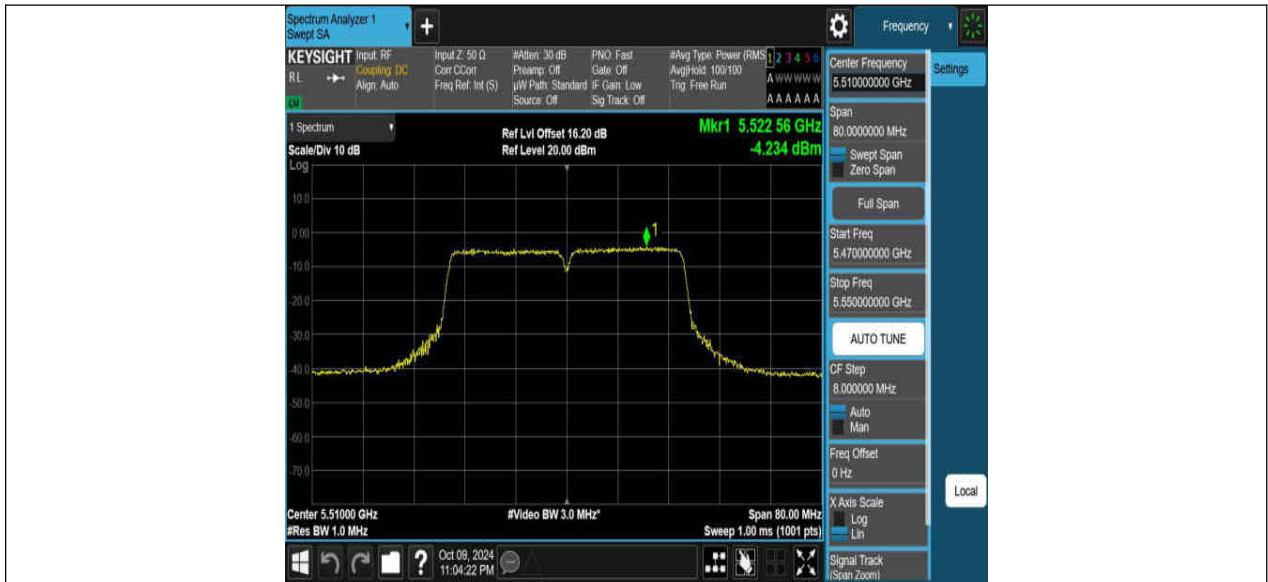 Spectrum Analyzer 1
Swept SA
+
Frequency
KEYSIGHT
RL
LM
Input: RF
Coupling: DC
Align: Auto
Input Z: 50 Ω
Corr CCorr
Freq Ref: Int (S)
#Atten: 30 dB
Preamp: Off
µW Path: Standard
Source: Off
PNO: Fast
Gate: Off
IF Gain: Low
Sig Track: Off
#Avg Type: Power (RMS
Avg|Hold: 100/100
Trig: Free Run
1 2 3 4 5 6
A W W W W W
A A A A A A
1 Spectrum
Scale/Div 10 dB
Ref Lvl Offset 16.20 dB
Ref Level 20.00 dBm
Mkr1 5.522 56 GHz
-4.234 dBm
Log
10.0
0.00
-10.0
-20.0
-30.0
-40.0
-50.0
-60.0
-70.0
1
Center 5.51000 GHz
#Res BW 1.0 MHz
#Video BW 3.0 MHz*
Span 80.00 MHz
Sweep 1.00 ms (1001 pts)
?
Oct 09, 2024
11:04:22 PM
Center Frequency
5.510000000 GHz
Settings
Span
80.0000000 MHz
Swept Span
Zero Span
Full Span
Start Freq
5.470000000 GHz
Stop Freq
5.550000000 GHz
AUTO TUNE
CF Step
8.000000 MHz
Auto
Man
Freq Offset
0 Hz
X Axis Scale
Log
Lin
Local
Signal Track
(Span Zoom)